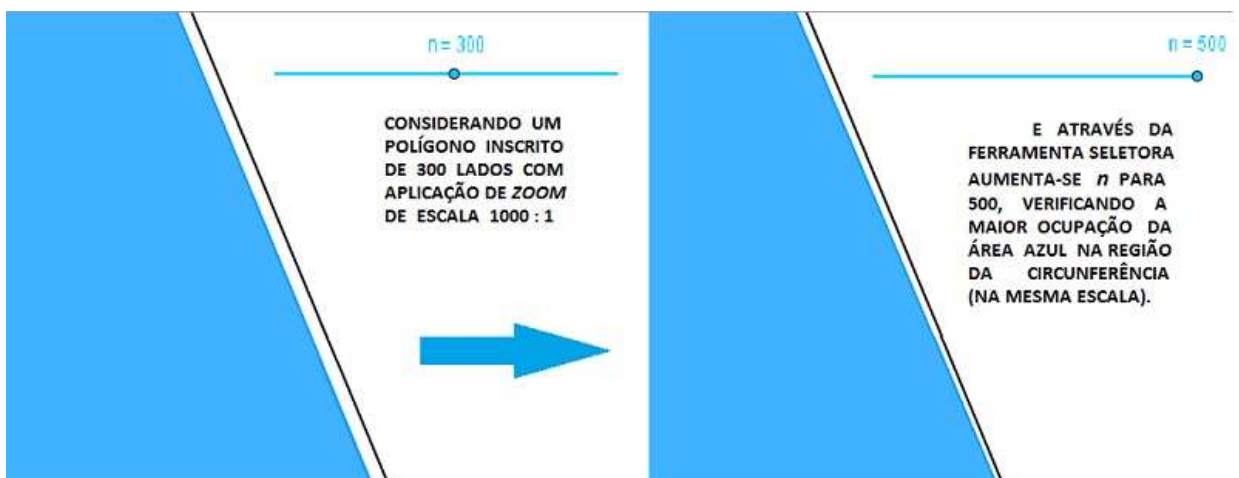 n = 300
CONSIDERANDO UM
POLÍGONO INSCRITO
DE 300 LADOS COM
APLICAÇÃO DE ZOOM
DE ESCALA 1000 : 1
n = 500
E ATRAVÉS DA
FERRAMENTA SELETORA
AUMENTA-SE n PARA
500, VERIFICANDO A
MAIOR OCUPAÇÃO DA
ÁREA AZUL NA REGIÃO
DA CIRCUNFERÊNCIA
(NA MESMA ESCALA).